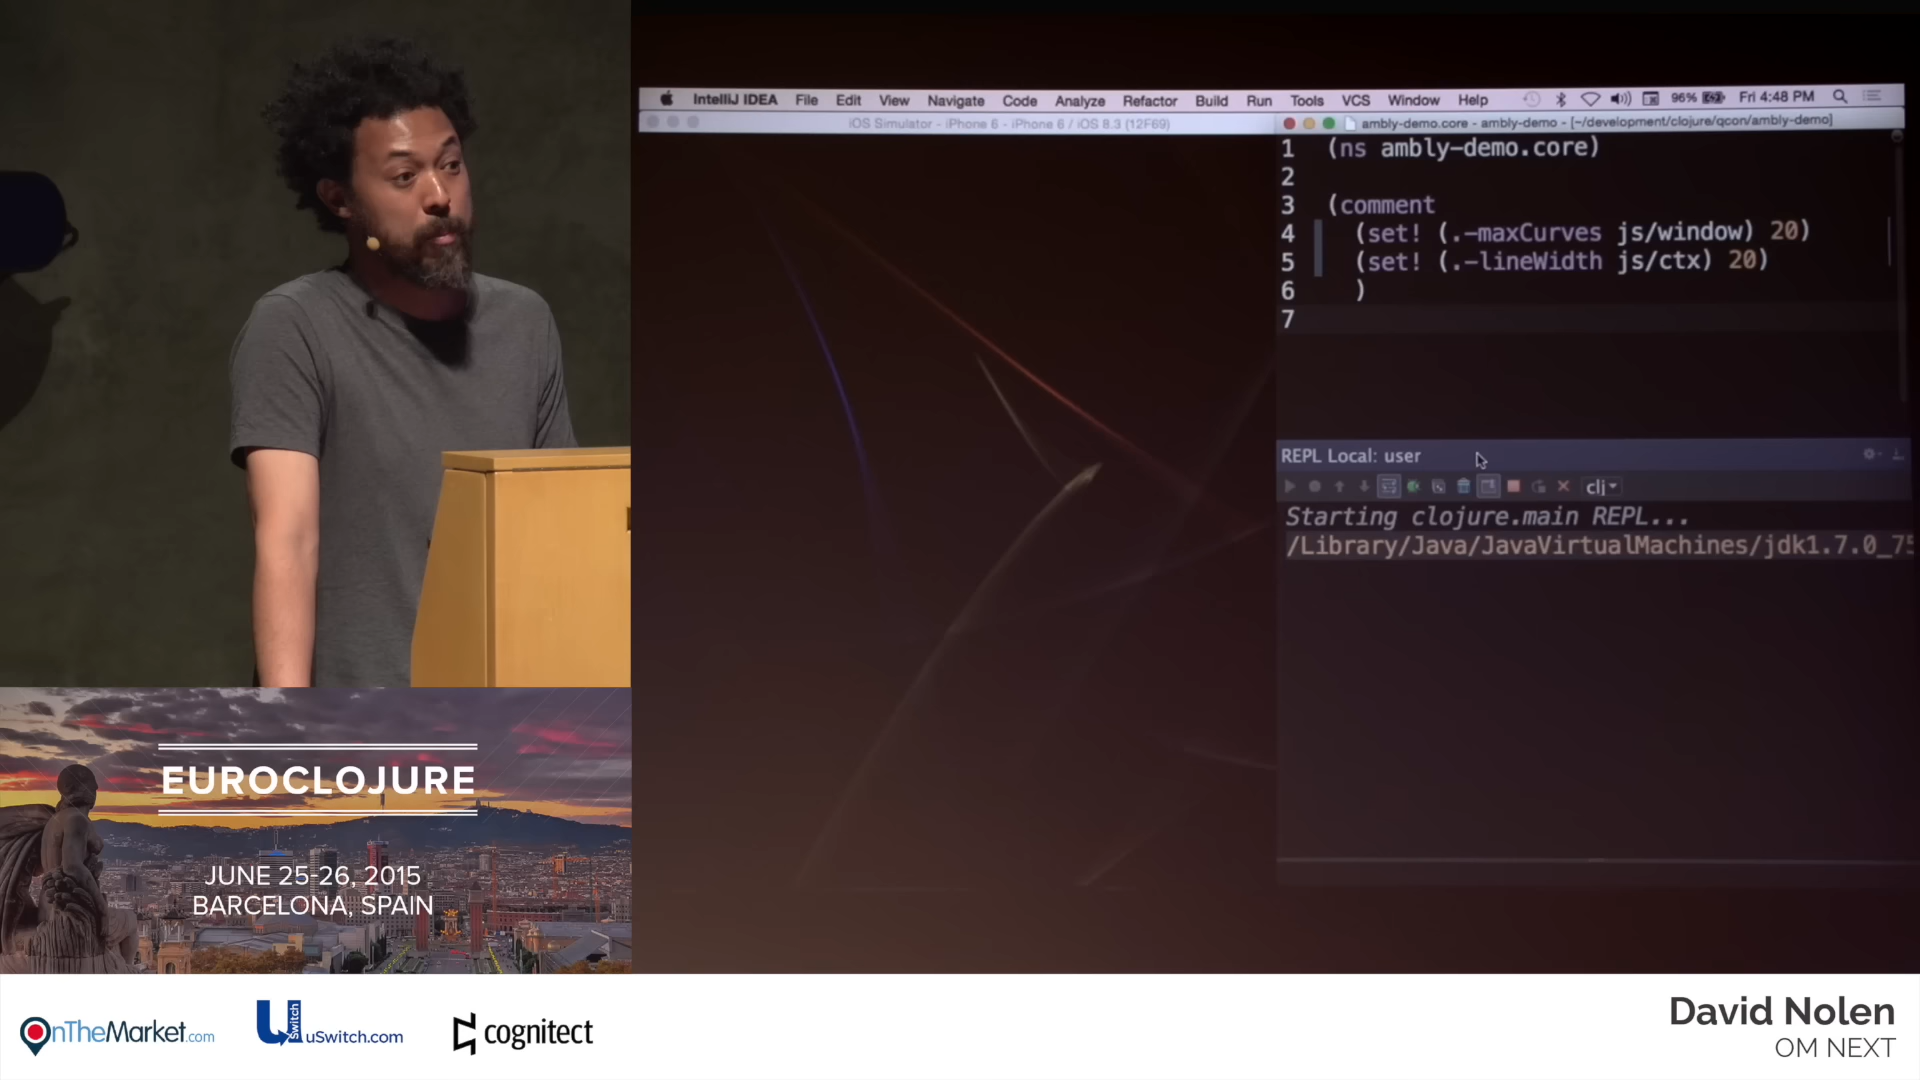 IntelliJ IDEA File Edit View Navigate Code Analyze Refactor Build Run Tools VCS Window Help 96% Fri 4:48 PM
iOS Simulator - iPhone 6 - iPhone 6 / iOS 8.3 (12F69)
ambly-demo.core - ambly-demo - [~/development/clojure/qcon/ambly-demo]
1 (ns ambly-demo.core)
2
3 (comment
4 (set! (.-maxCurves js/window) 20)
5 (set! (.-lineWidth js/ctx) 20)
6 )
7
REPL Local: user
clj
Starting clojure.main REPL...
/Library/Java/JavaVirtualMachines/jdk1.7.0_75
EUROCLOJURE
JUNE 25-26, 2015
BARCELONA, SPAIN
OnTheMarket.com
uSwitch
uSwitch.com
cognitect
David Nolen
OM NEXT